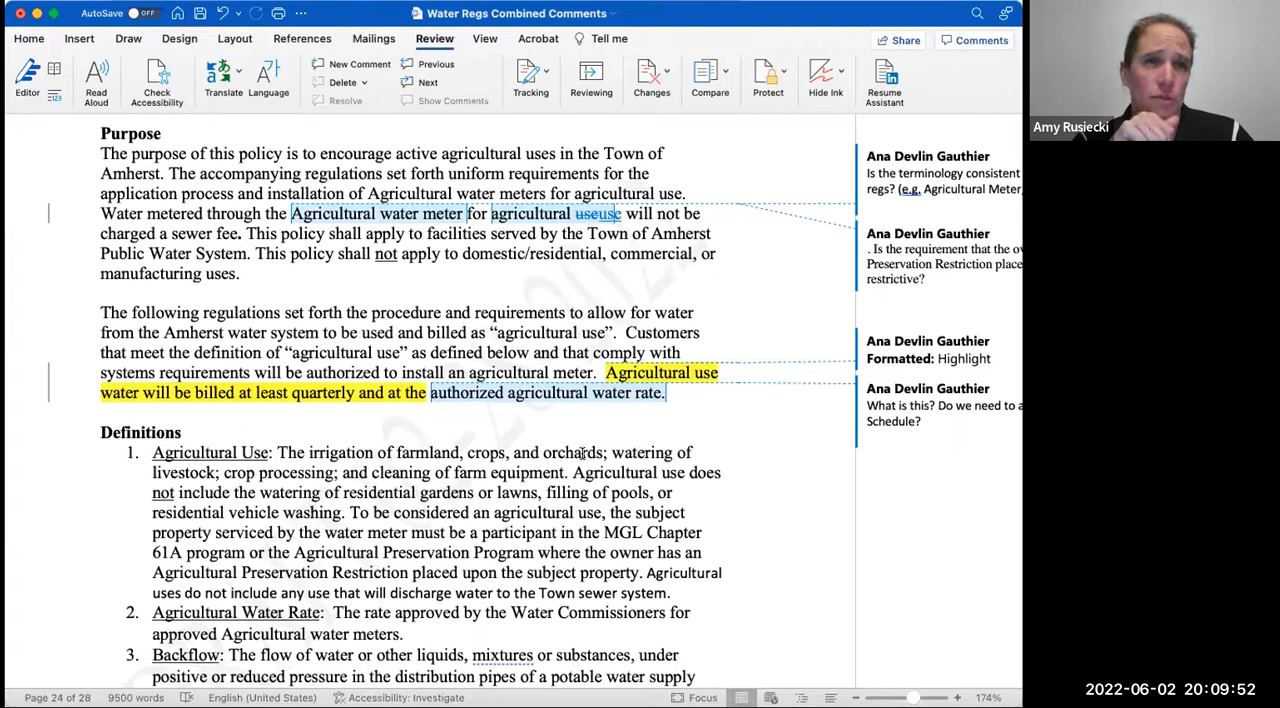 AutoSave OFF
Water Regs Combined Comments
Home Insert Draw Design Layout References Mailings Review View Acrobat Tell me
Share Comments
New Comment Previous
Delete Next
Resolve Show Comments
Editor Read Aloud Check Accessibility Translate Language Tracking Reviewing Changes Compare Protect Hide Ink Resume Assistant
Amy Rusiecki
Purpose
The purpose of this policy is to encourage active agricultural uses in the Town of
Amherst. The accompanying regulations set forth uniform requirements for the
application process and installation of Agricultural water meters for agricultural use.
Water metered through the Agricultural water meter for agricultural useuse will not be
charged a sewer fee. This policy shall apply to facilities served by the Town of Amherst
Public Water System. This policy shall not apply to domestic/residential, commercial, or
manufacturing uses.
The following regulations set forth the procedure and requirements to allow for water
from the Amherst water system to be used and billed as “agricultural use”. Customers
that meet the definition of “agricultural use” as defined below and that comply with
systems requirements will be authorized to install an agricultural meter. Agricultural use
water will be billed at least quarterly and at the authorized agricultural water rate.
Definitions
1. Agricultural Use: The irrigation of farmland, crops, and orchards; watering of
livestock; crop processing; and cleaning of farm equipment. Agricultural use does
not include the watering of residential gardens or lawns, filling of pools, or
residential vehicle washing. To be considered an agricultural use, the subject
property serviced by the water meter must be a participant in the MGL Chapter
61A program or the Agricultural Preservation Program where the owner has an
Agricultural Preservation Restriction placed upon the subject property. Agricultural
uses do not include any use that will discharge water to the Town sewer system.
2. Agricultural Water Rate: The rate approved by the Water Commissioners for
approved Agricultural water meters.
3. Backflow: The flow of water or other liquids, mixtures or substances, under
positive or reduced pressure in the distribution pipes of a potable water supply
Ana Devlin Gauthier
Is the terminology consistent
regs? (e.g. Agricultural Meter,
Ana Devlin Gauthier
. Is the requirement that the ov
Preservation Restriction place
restrictive?
Ana Devlin Gauthier
Formatted: Highlight
Ana Devlin Gauthier
What is this? Do we need to a
Schedule?
Page 24 of 28 9500 words English (United States) Accessibility: Investigate Focus 174%
2022-06-02 20:09:52